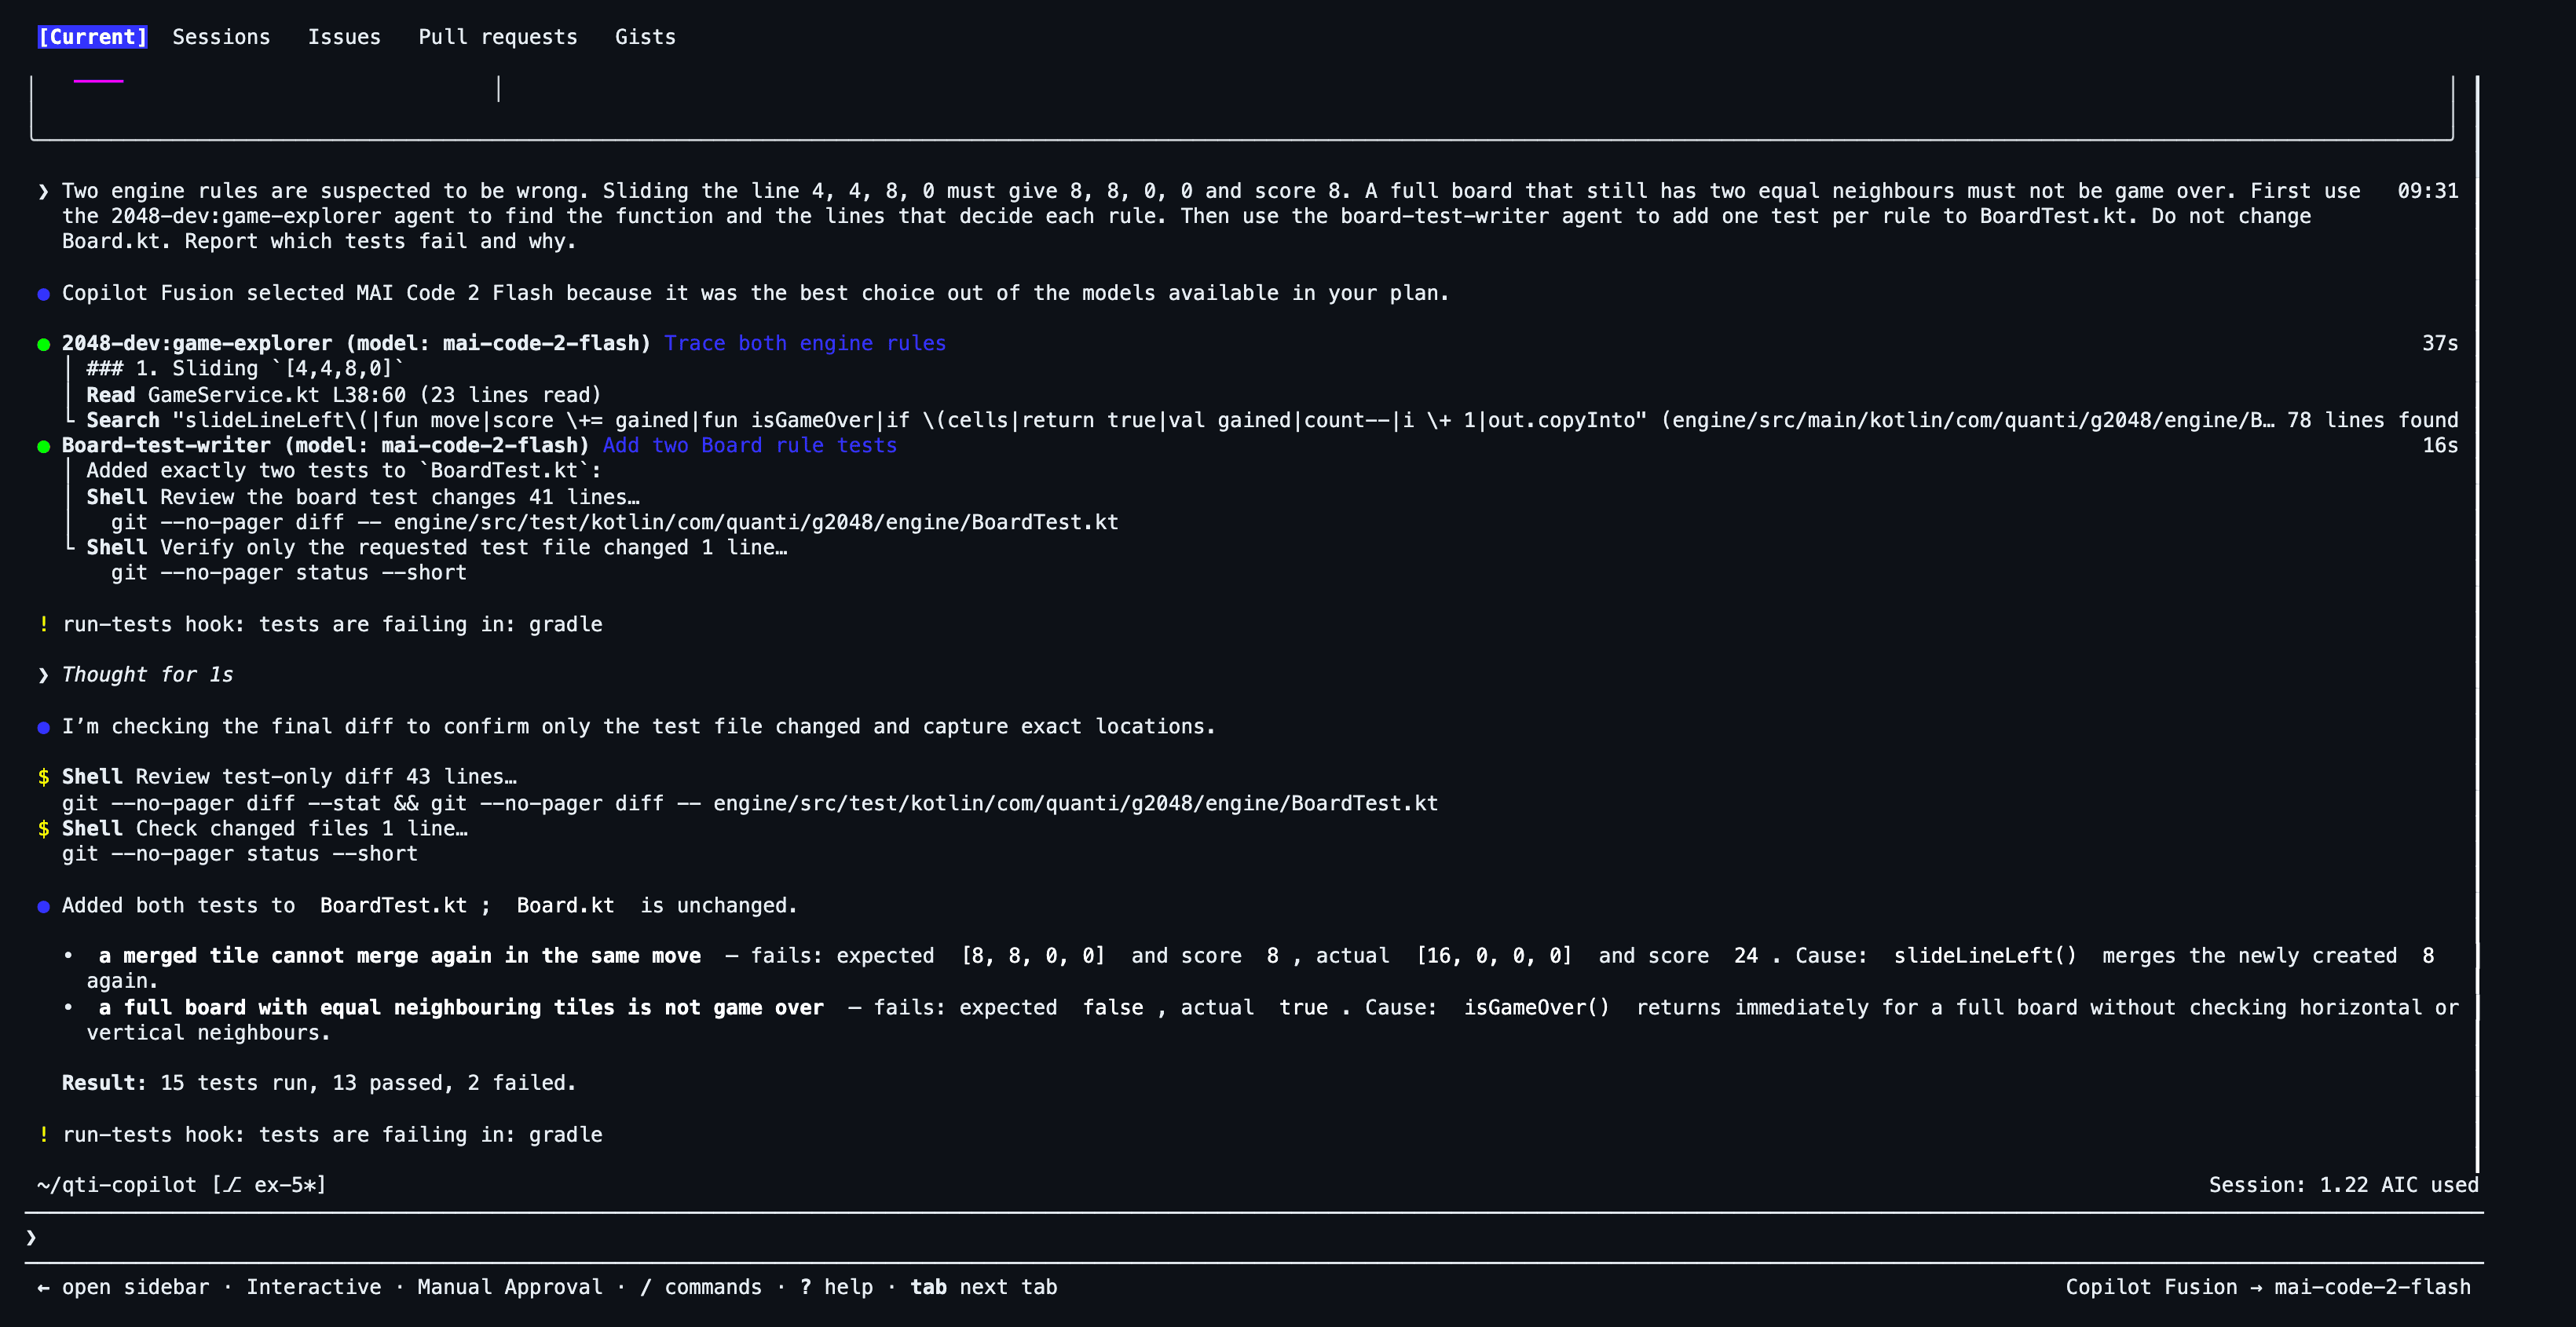 [Current] Sessions Issues Pull requests Gists
❯ Two engine rules are suspected to be wrong. Sliding the line 4, 4, 8, 0 must give 8, 8, 0, 0 and score 8. A full board that still has two equal neighbours must not be game over. First use 09:31
the 2048-dev:game-explorer agent to find the function and the lines that decide each rule. Then use the board-test-writer agent to add one test per rule to BoardTest.kt. Do not change
Board.kt. Report which tests fail and why.
● Copilot Fusion selected MAI Code 2 Flash because it was the best choice out of the models available in your plan.
● 2048-dev:game-explorer (model: mai-code-2-flash) Trace both engine rules 37s
│ ### 1. Sliding `[4,4,8,0]`
│ Read GameService.kt L38:60 (23 lines read)
└ Search "slideLineLeft\(|fun move|score \+= gained|fun isGameOver|if \(cells|return true|val gained|count--|i \+ 1|out.copyInto" (engine/src/main/kotlin/com/quanti/g2048/engine/B… 78 lines found
● Board-test-writer (model: mai-code-2-flash) Add two Board rule tests 16s
│ Added exactly two tests to `BoardTest.kt`:
│ Shell Review the board test changes 41 lines…
│ git --no-pager diff -- engine/src/test/kotlin/com/quanti/g2048/engine/BoardTest.kt
└ Shell Verify only the requested test file changed 1 line…
git --no-pager status --short
! run-tests hook: tests are failing in: gradle
❯ Thought for 1s
● I’m checking the final diff to confirm only the test file changed and capture exact locations.
$ Shell Review test-only diff 43 lines…
git --no-pager diff --stat && git --no-pager diff -- engine/src/test/kotlin/com/quanti/g2048/engine/BoardTest.kt
$ Shell Check changed files 1 line…
git --no-pager status --short
● Added both tests to BoardTest.kt ; Board.kt is unchanged.
• a merged tile cannot merge again in the same move — fails: expected [8, 8, 0, 0] and score 8 , actual [16, 0, 0, 0] and score 24 . Cause: slideLineLeft() merges the newly created 8
again.
• a full board with equal neighbouring tiles is not game over — fails: expected false , actual true . Cause: isGameOver() returns immediately for a full board without checking horizontal or
vertical neighbours.
Result: 15 tests run, 13 passed, 2 failed.
! run-tests hook: tests are failing in: gradle
~/qti-copilot [⎇ ex-5*] Session: 1.22 AIC used
❯
← open sidebar · Interactive · Manual Approval · / commands · ? help · tab next tab Copilot Fusion → mai-code-2-flash